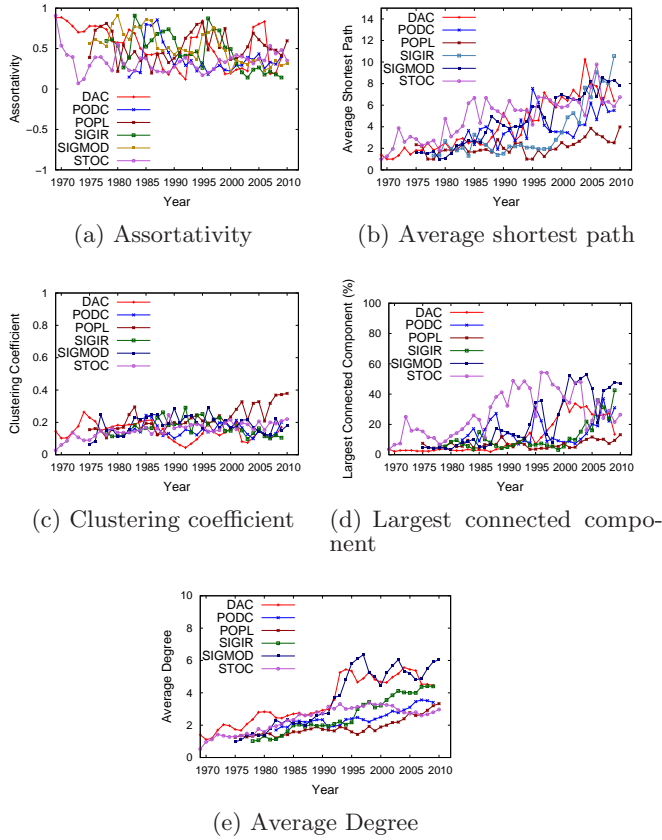 1
0.5
0
−0.5
−1
Assortativity
DAC
PODC
POPL
SIGIR
SIGMOD
STOC
1970 1975 1980 1985 1990 1995 2000 2005 2010
Year
(a) Assortativity
14
12
10
8
6
4
2
0
Average Shortest Path
DAC
PODC
POPL
SIGIR
SIGMOD
STOC
1970 1975 1980 1985 1990 1995 2000 2005 2010
Year
(b) Average shortest path
1
0.8
0.6
0.4
0.2
0
Clustering Coefficient
DAC
PODC
POPL
SIGIR
SIGMOD
STOC
1970 1975 1980 1985 1990 1995 2000 2005 2010
Year
(c) Clustering coefficient
100
80
60
40
20
0
Largest Connected Component (%)
DAC
PODC
POPL
SIGIR
SIGMOD
STOC
1970 1975 1980 1985 1990 1995 2000 2005 2010
Year
(d) Largest connected compo-
nent
10
8
6
4
2
0
Average Degree
DAC
PODC
POPL
SIGIR
SIGMOD
STOC
1970 1975 1980 1985 1990 1995 2000 2005 2010
Year
(e) Average Degree